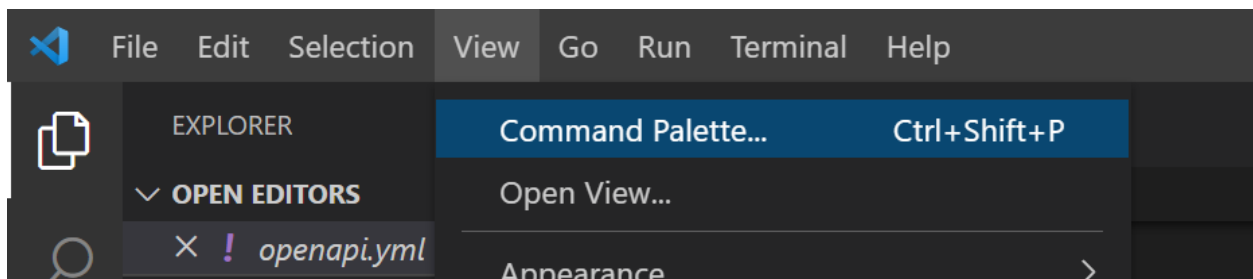 File Edit Selection View Go Run Terminal Help
EXPLORER
Command Palette... Ctrl+Shift+P
OPEN EDITORS
Open View...
! openapi.yml
Appearance